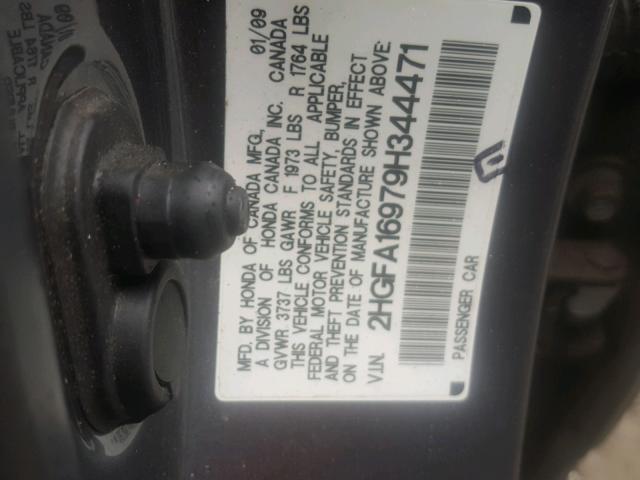 MFD. BY HONDA OF CANADA MFG., 01/09
A DIVISION OF HONDA CANADA INC. CANADA
GVWR 3737 LBS GAWR F 1973 LBS R 1764 LBS
THIS VEHICLE CONFORMS TO ALL APPLICABLE
FEDERAL MOTOR VEHICLE SAFETY, BUMPER,
AND THEFT PREVENTION STANDARDS IN EFFECT
ON THE DATE OF MANUFACTURE SHOWN ABOVE.
V.I.N. 2HGFA16979H344471
PASSENGER CAR